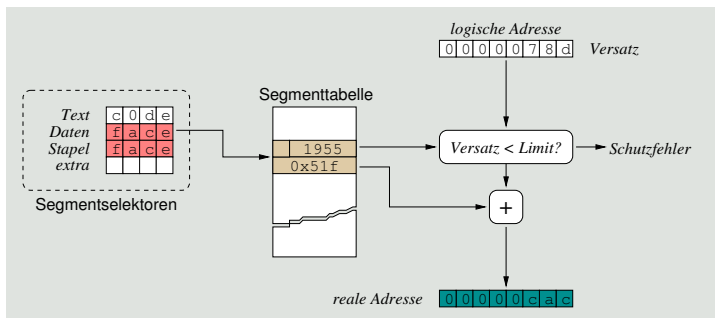 logische Adresse
0 0 0 0 0 7 8 d Versatz
Segmenttabelle
Text c 0 d e
Daten f a c e
Stapel f a c e
extra
Segmentselektoren
1955
0x51f
Versatz < Limit?
Schutzfehler
+
reale Adresse 0 0 0 0 0 c a c